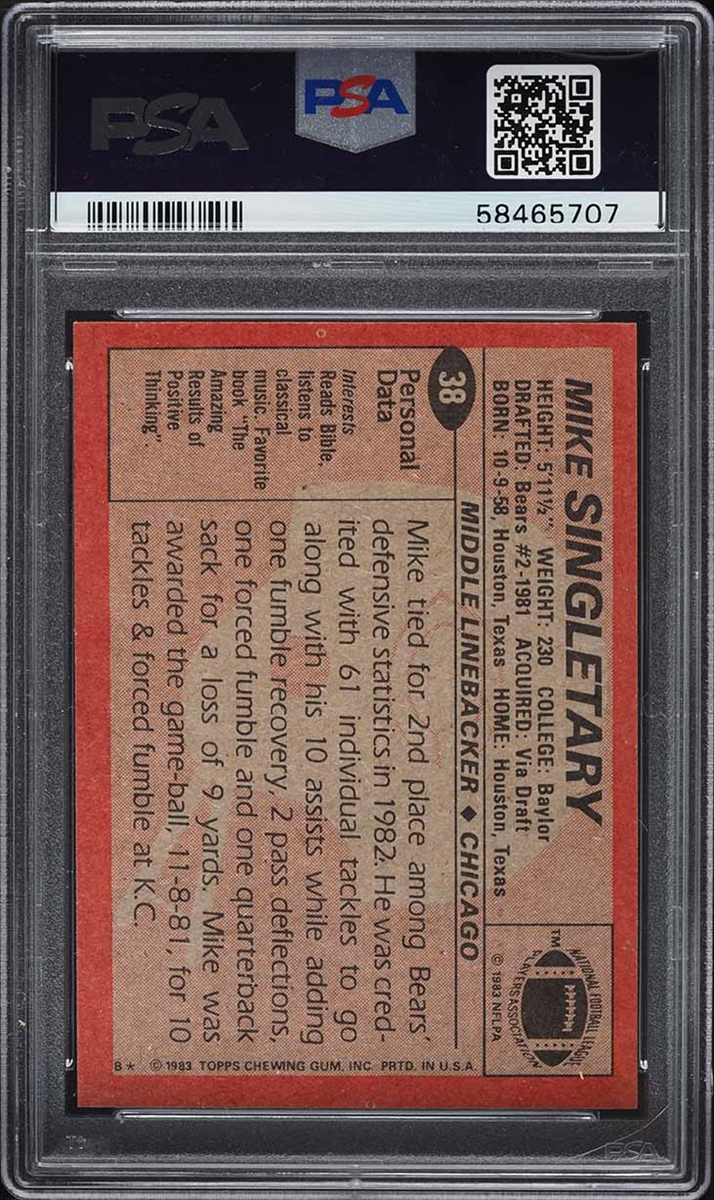 PSA
PSA
58465707
MIKE SINGLETARY
HEIGHT: 5'11½" WEIGHT: 230 COLLEGE: Baylor
DRAFTED: Bears #2-1981 ACQUIRED: Via Draft
BORN: 10-9-58, Houston, Texas HOME: Houston, Texas
NATIONAL FOOTBALL LEAGUE
PLAYERS ASSOCIATION
TM
© 1983 NFLPA
38
MIDDLE LINEBACKER ♦ CHICAGO
Personal
Data
Interests
Reads Bible,
listens to
classical
music. Favorite
book "The
Amazing
Results of
Positive
Thinking".
Mike tied for 2nd place among Bears'
defensive statistics in 1982. He was cred-
ited with 61 individual tackles to go
along with his 10 assists while adding
one fumble recovery, 2 pass deflections,
one forced fumble and one quarterback
sack for a loss of 9 yards. Mike was
awarded the game-ball, 11-8-81, for 10
tackles & forced fumble at K.C.
B* © 1983 TOPPS CHEWING GUM, INC. PRTD. IN U.S.A.
PSA